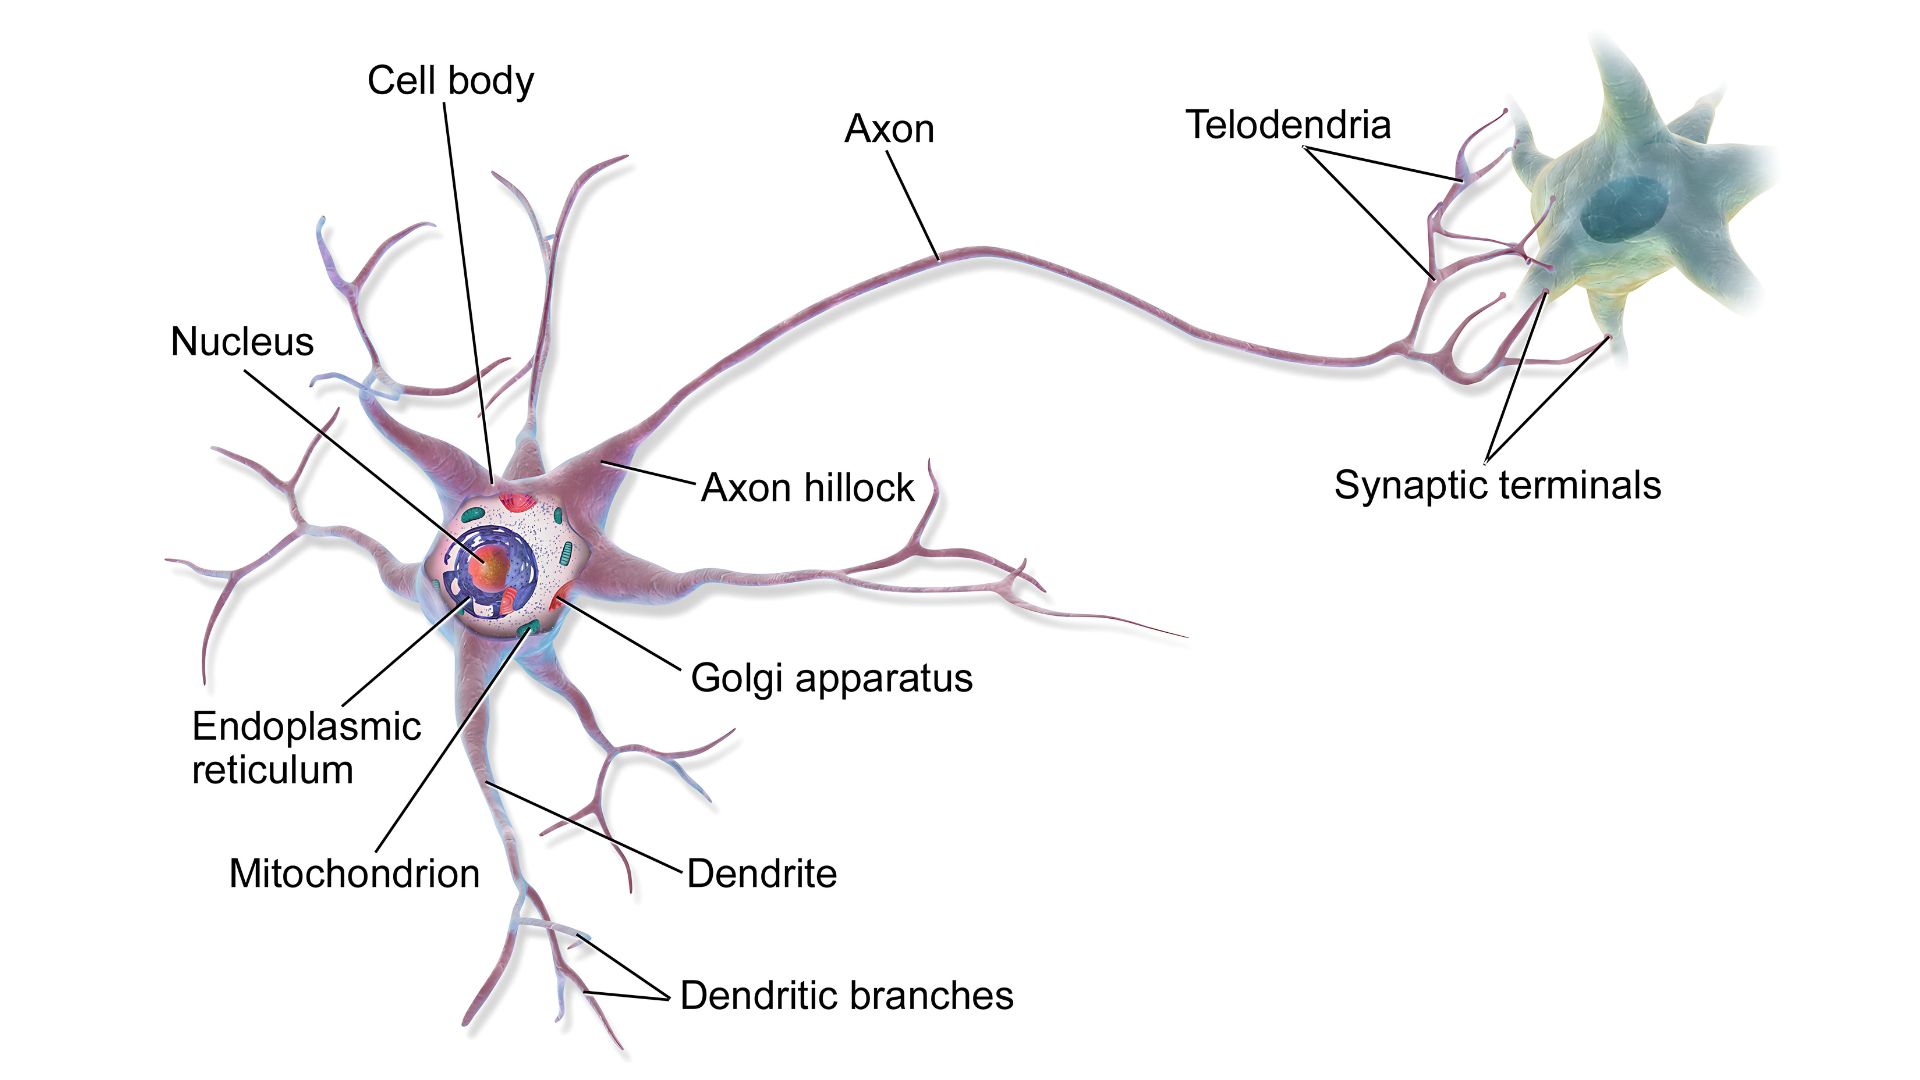 Cell body
Axon
Telodendria
Nucleus
Axon hillock
Synaptic terminals
Golgi apparatus
Endoplasmic
reticulum
Mitochondrion
Dendrite
Dendritic branches